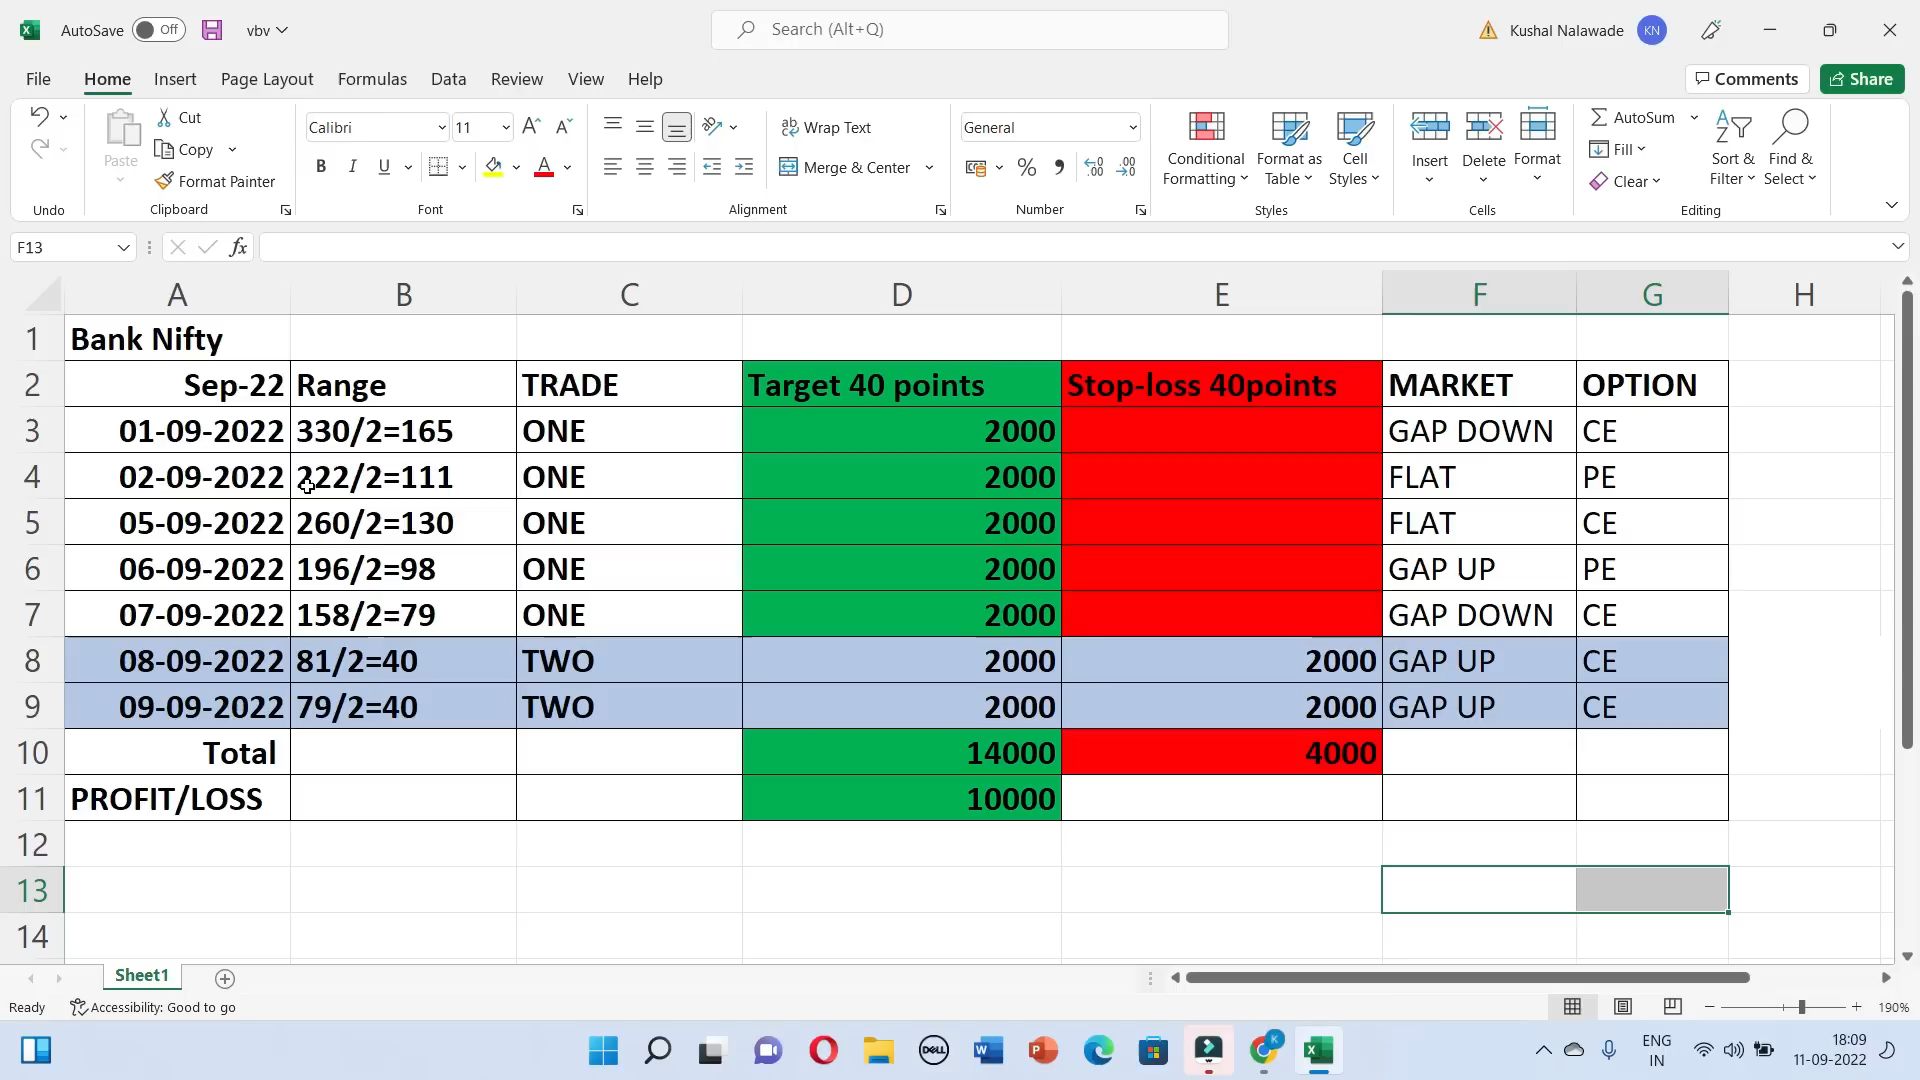 AutoSave Off vbv Search (Alt+Q) Kushal Nalawade KN
File Home Insert Page Layout Formulas Data Review View Help Comments Share
Cut
Copy
Format Painter
Paste
Calibri 11
B I U A
Wrap Text
Merge & Center
General
% 9
Conditional Formatting
Format as Table
Cell Styles
Insert Delete Format
AutoSum
Fill
Clear
Sort & Filter
Find & Select
Undo Clipboard Font Alignment Number Styles Cells Editing
F13 fx
A B C D E F G H
1 Bank Nifty
2 Sep-22 Range TRADE Target 40 points Stop-loss 40points MARKET OPTION
3 01-09-2022 330/2=165 ONE 2000 GAP DOWN CE
4 02-09-2022 222/2=111 ONE 2000 FLAT PE
5 05-09-2022 260/2=130 ONE 2000 FLAT CE
6 06-09-2022 196/2=98 ONE 2000 GAP UP PE
7 07-09-2022 158/2=79 ONE 2000 GAP DOWN CE
8 08-09-2022 81/2=40 TWO 2000 2000 GAP UP CE
9 09-09-2022 79/2=40 TWO 2000 2000 GAP UP CE
10 Total 14000 4000
11 PROFIT/LOSS 10000
12
13
14
Sheet1
Ready Accessibility: Good to go 190%
DELL W P K X ENG 18:09
IN 11-09-2022